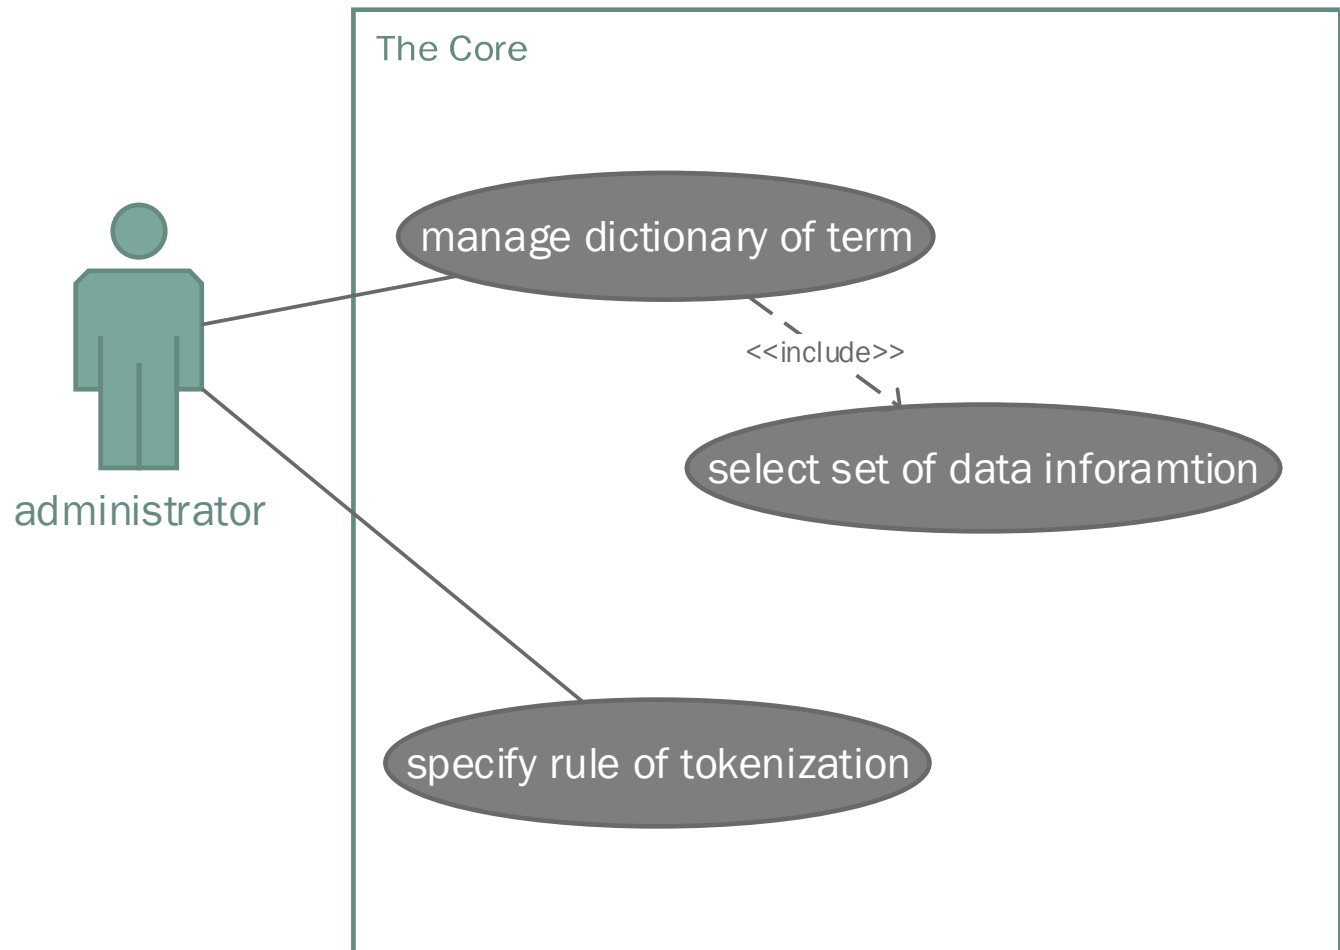 The Core
manage dictionary of term
<<include>>
select set of data inforamtion
administrator
specify rule of tokenization